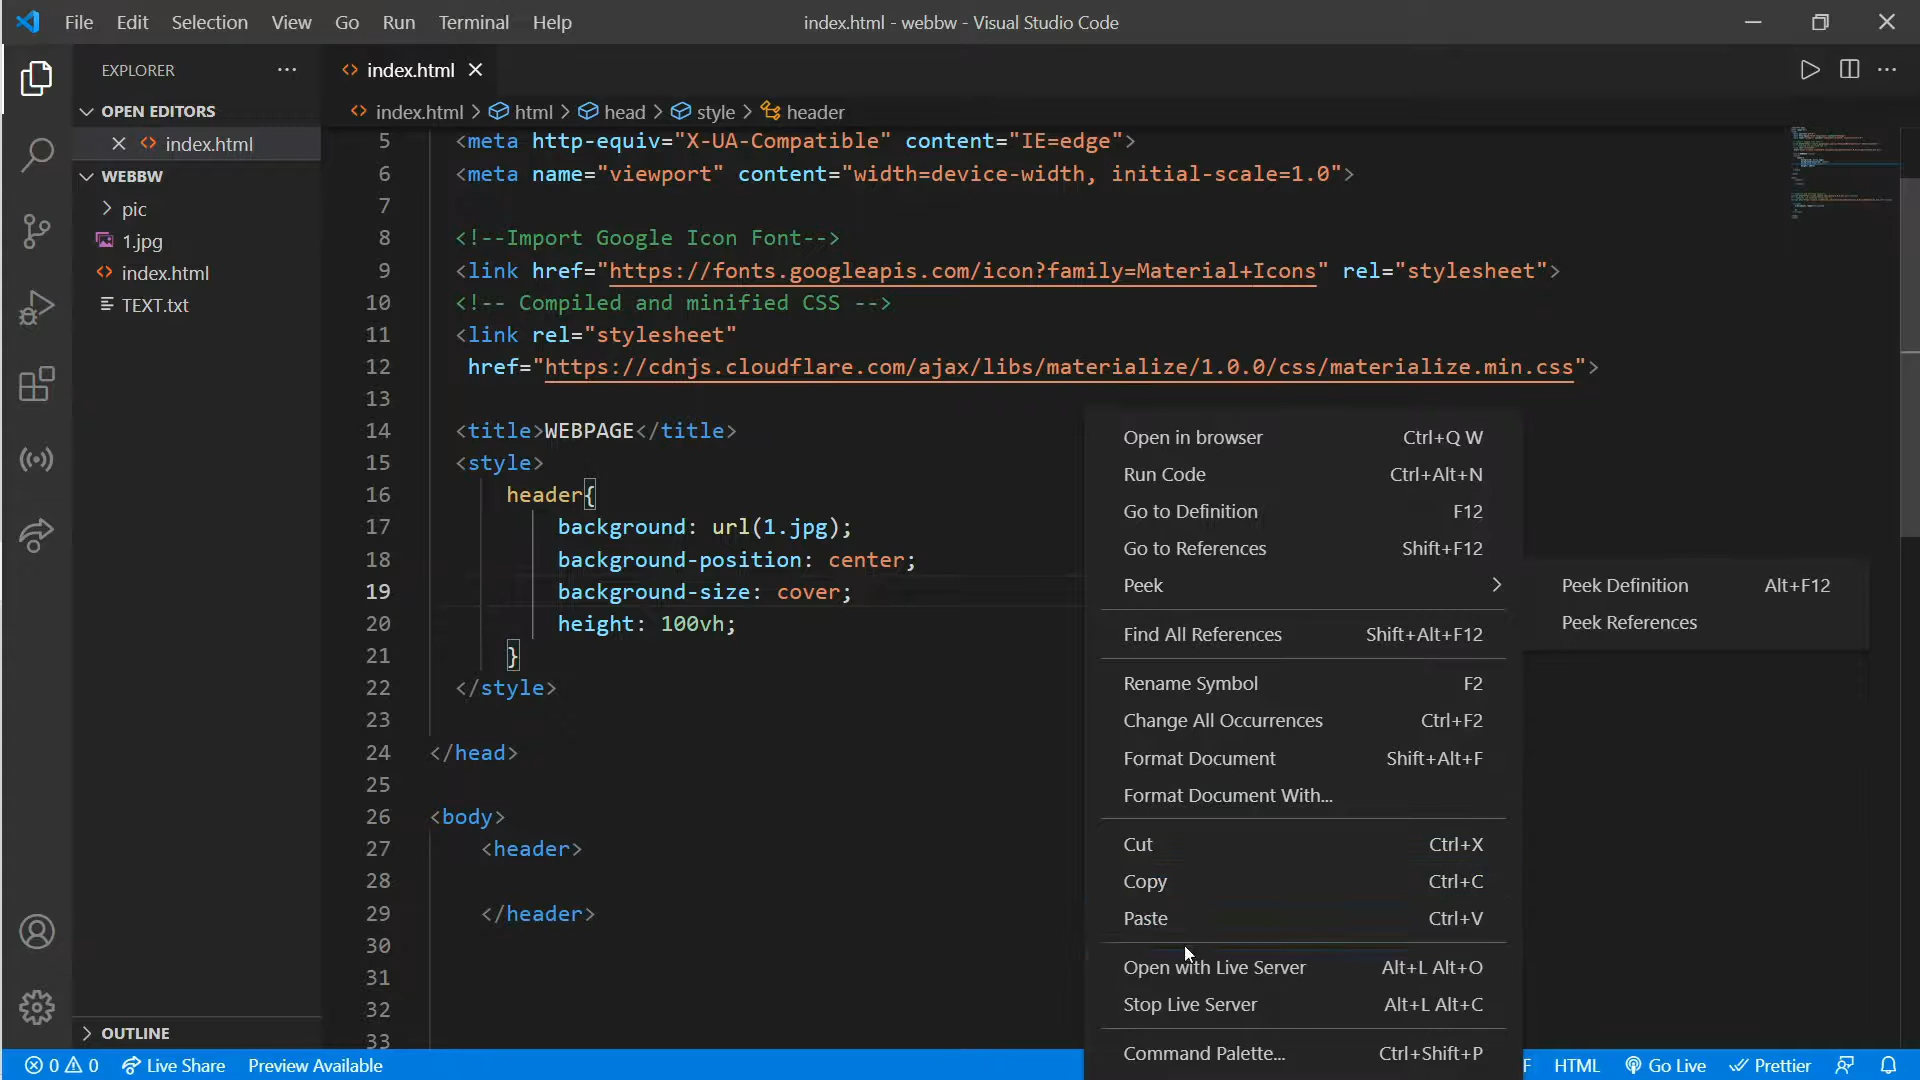 File Edit Selection View Go Run Terminal Help
index.html - webbw - Visual Studio Code
EXPLORER
OPEN EDITORS
index.html
WEBBW
pic
1.jpg
index.html
TEXT.txt
OUTLINE
index.html
index.html > html > head > style > header
5 <meta http-equiv="X-UA-Compatible" content="IE=edge">
6 <meta name="viewport" content="width=device-width, initial-scale=1.0">
7
8 <!--Import Google Icon Font-->
9 <link href="https://fonts.googleapis.com/icon?family=Material+Icons" rel="stylesheet">
10 <!-- Compiled and minified CSS -->
11 <link rel="stylesheet"
12 href="https://cdnjs.cloudflare.com/ajax/libs/materialize/1.0.0/css/materialize.min.css">
13
14 <title>WEBPAGE</title>
15 <style>
16 header{
17 background: url(1.jpg);
18 background-position: center;
19 background-size: cover;
20 height: 100vh;
21 }
22 </style>
23
24 </head>
25
26 <body>
27 <header>
28
29 </header>
30
31
32
33
Open in browser Ctrl+Q W
Run Code Ctrl+Alt+N
Go to Definition F12
Go to References Shift+F12
Peek
Find All References Shift+Alt+F12
Rename Symbol F2
Change All Occurrences Ctrl+F2
Format Document Shift+Alt+F
Format Document With...
Cut Ctrl+X
Copy Ctrl+C
Paste Ctrl+V
Open with Live Server Alt+L Alt+O
Stop Live Server Alt+L Alt+C
Command Palette... Ctrl+Shift+P
Peek Definition Alt+F12
Peek References
0 0 Live Share Preview Available
F HTML Go Live Prettier